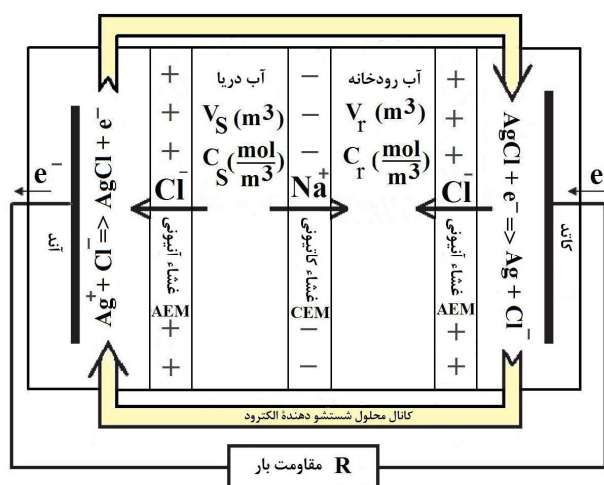 آب دریا
V_S (m³)
C_S (mol/m³)
آب رودخانه
V_r (m³)
C_r (mol/m³)
Cl⁻
Na⁺
Cl⁻
غشاء آنیونی
AEM
غشاء کاتیونی
CEM
غشاء آنیونی
AEM
e⁻
آند
Ag⁺ + Cl⁻ => AgCl + e⁻
AgCl + e⁻ => Ag + Cl⁻
کاتد
e
کانال محلول شستشو دهندهٔ الکترود
مقاومت بار R
+ + + + +
− − − − − −
+ + + + +